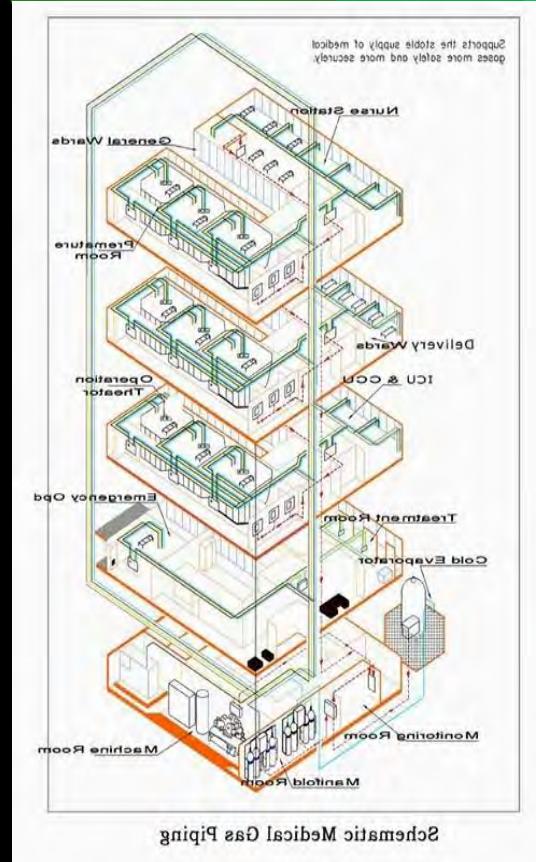 Supports the stable supply of medical
gases more safely and more securely.
Nurse Station
General Wards
Premature
Room
Delivery Wards
ICU & CCU
Operation
Theator
Emergency Opd
Treatment Room
Cold Evaporator
Monitoring Room
Machine Room
Manifold Room
Schematic Medical Gas Piping